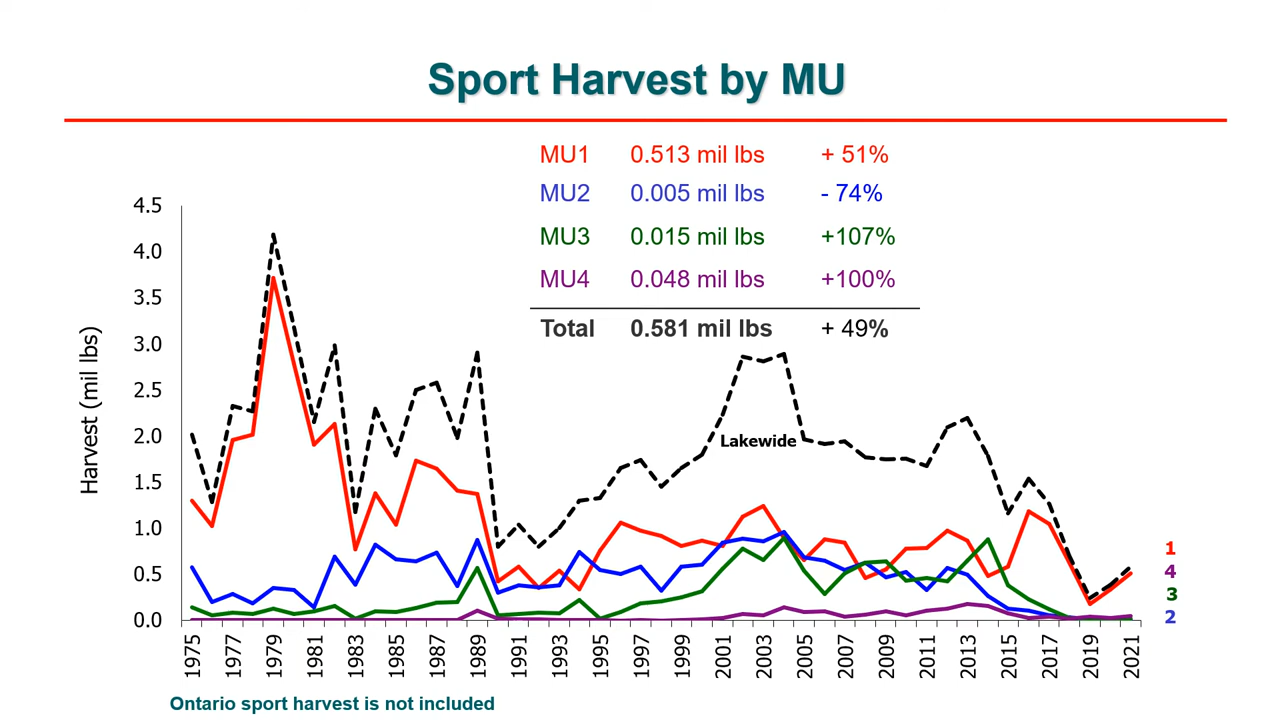 Sport Harvest by MU
MU1 0.513 mil lbs + 51%
MU2 0.005 mil lbs - 74%
MU3 0.015 mil lbs +107%
MU4 0.048 mil lbs +100%
Total 0.581 mil lbs + 49%
Harvest (mil lbs)
4.5
4.0
3.5
3.0
2.5
2.0
1.5
1.0
0.5
0.0
Lakewide
1
4
3
2
1975 1977 1979 1981 1983 1985 1987 1989 1991 1993 1995 1997 1999 2001 2003 2005 2007 2009 2011 2013 2015 2017 2019 2021
Ontario sport harvest is not included